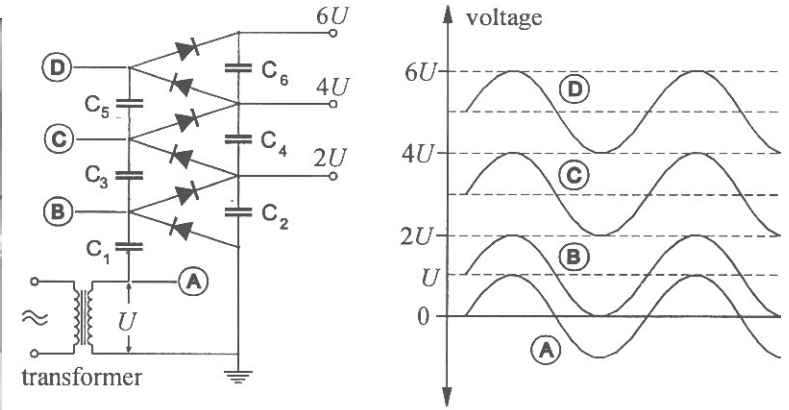 6U
D
C6
C5
4U
C
C4
C3
2U
B
C2
C1
A
U
≈
transformer
voltage
6U
D
4U
C
2U
B
U
0
A